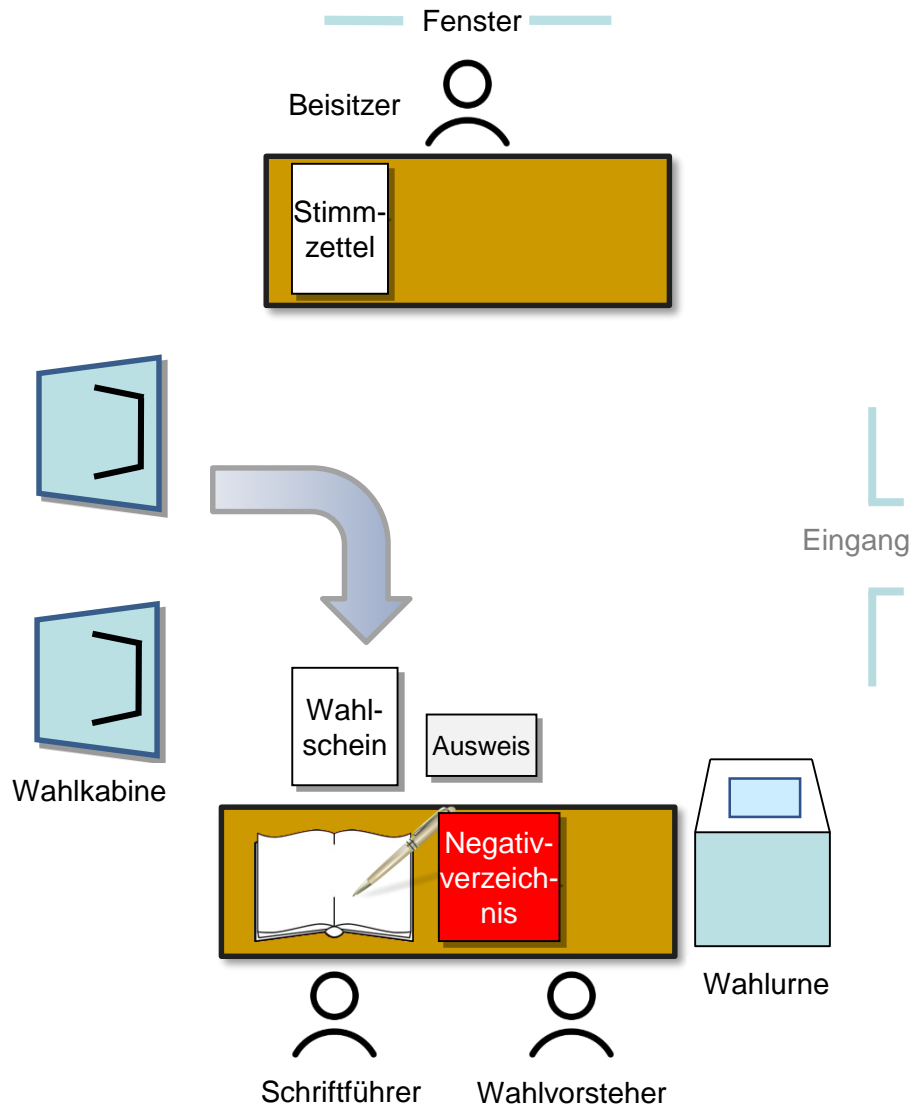 Fenster
Beisitzer
Stimm-
zettel
Eingang
Wahl-
schein
Ausweis
Wahlkabine
Negativ-
verzeich-
nis
Wahlurne
Schriftführer
Wahlvorsteher